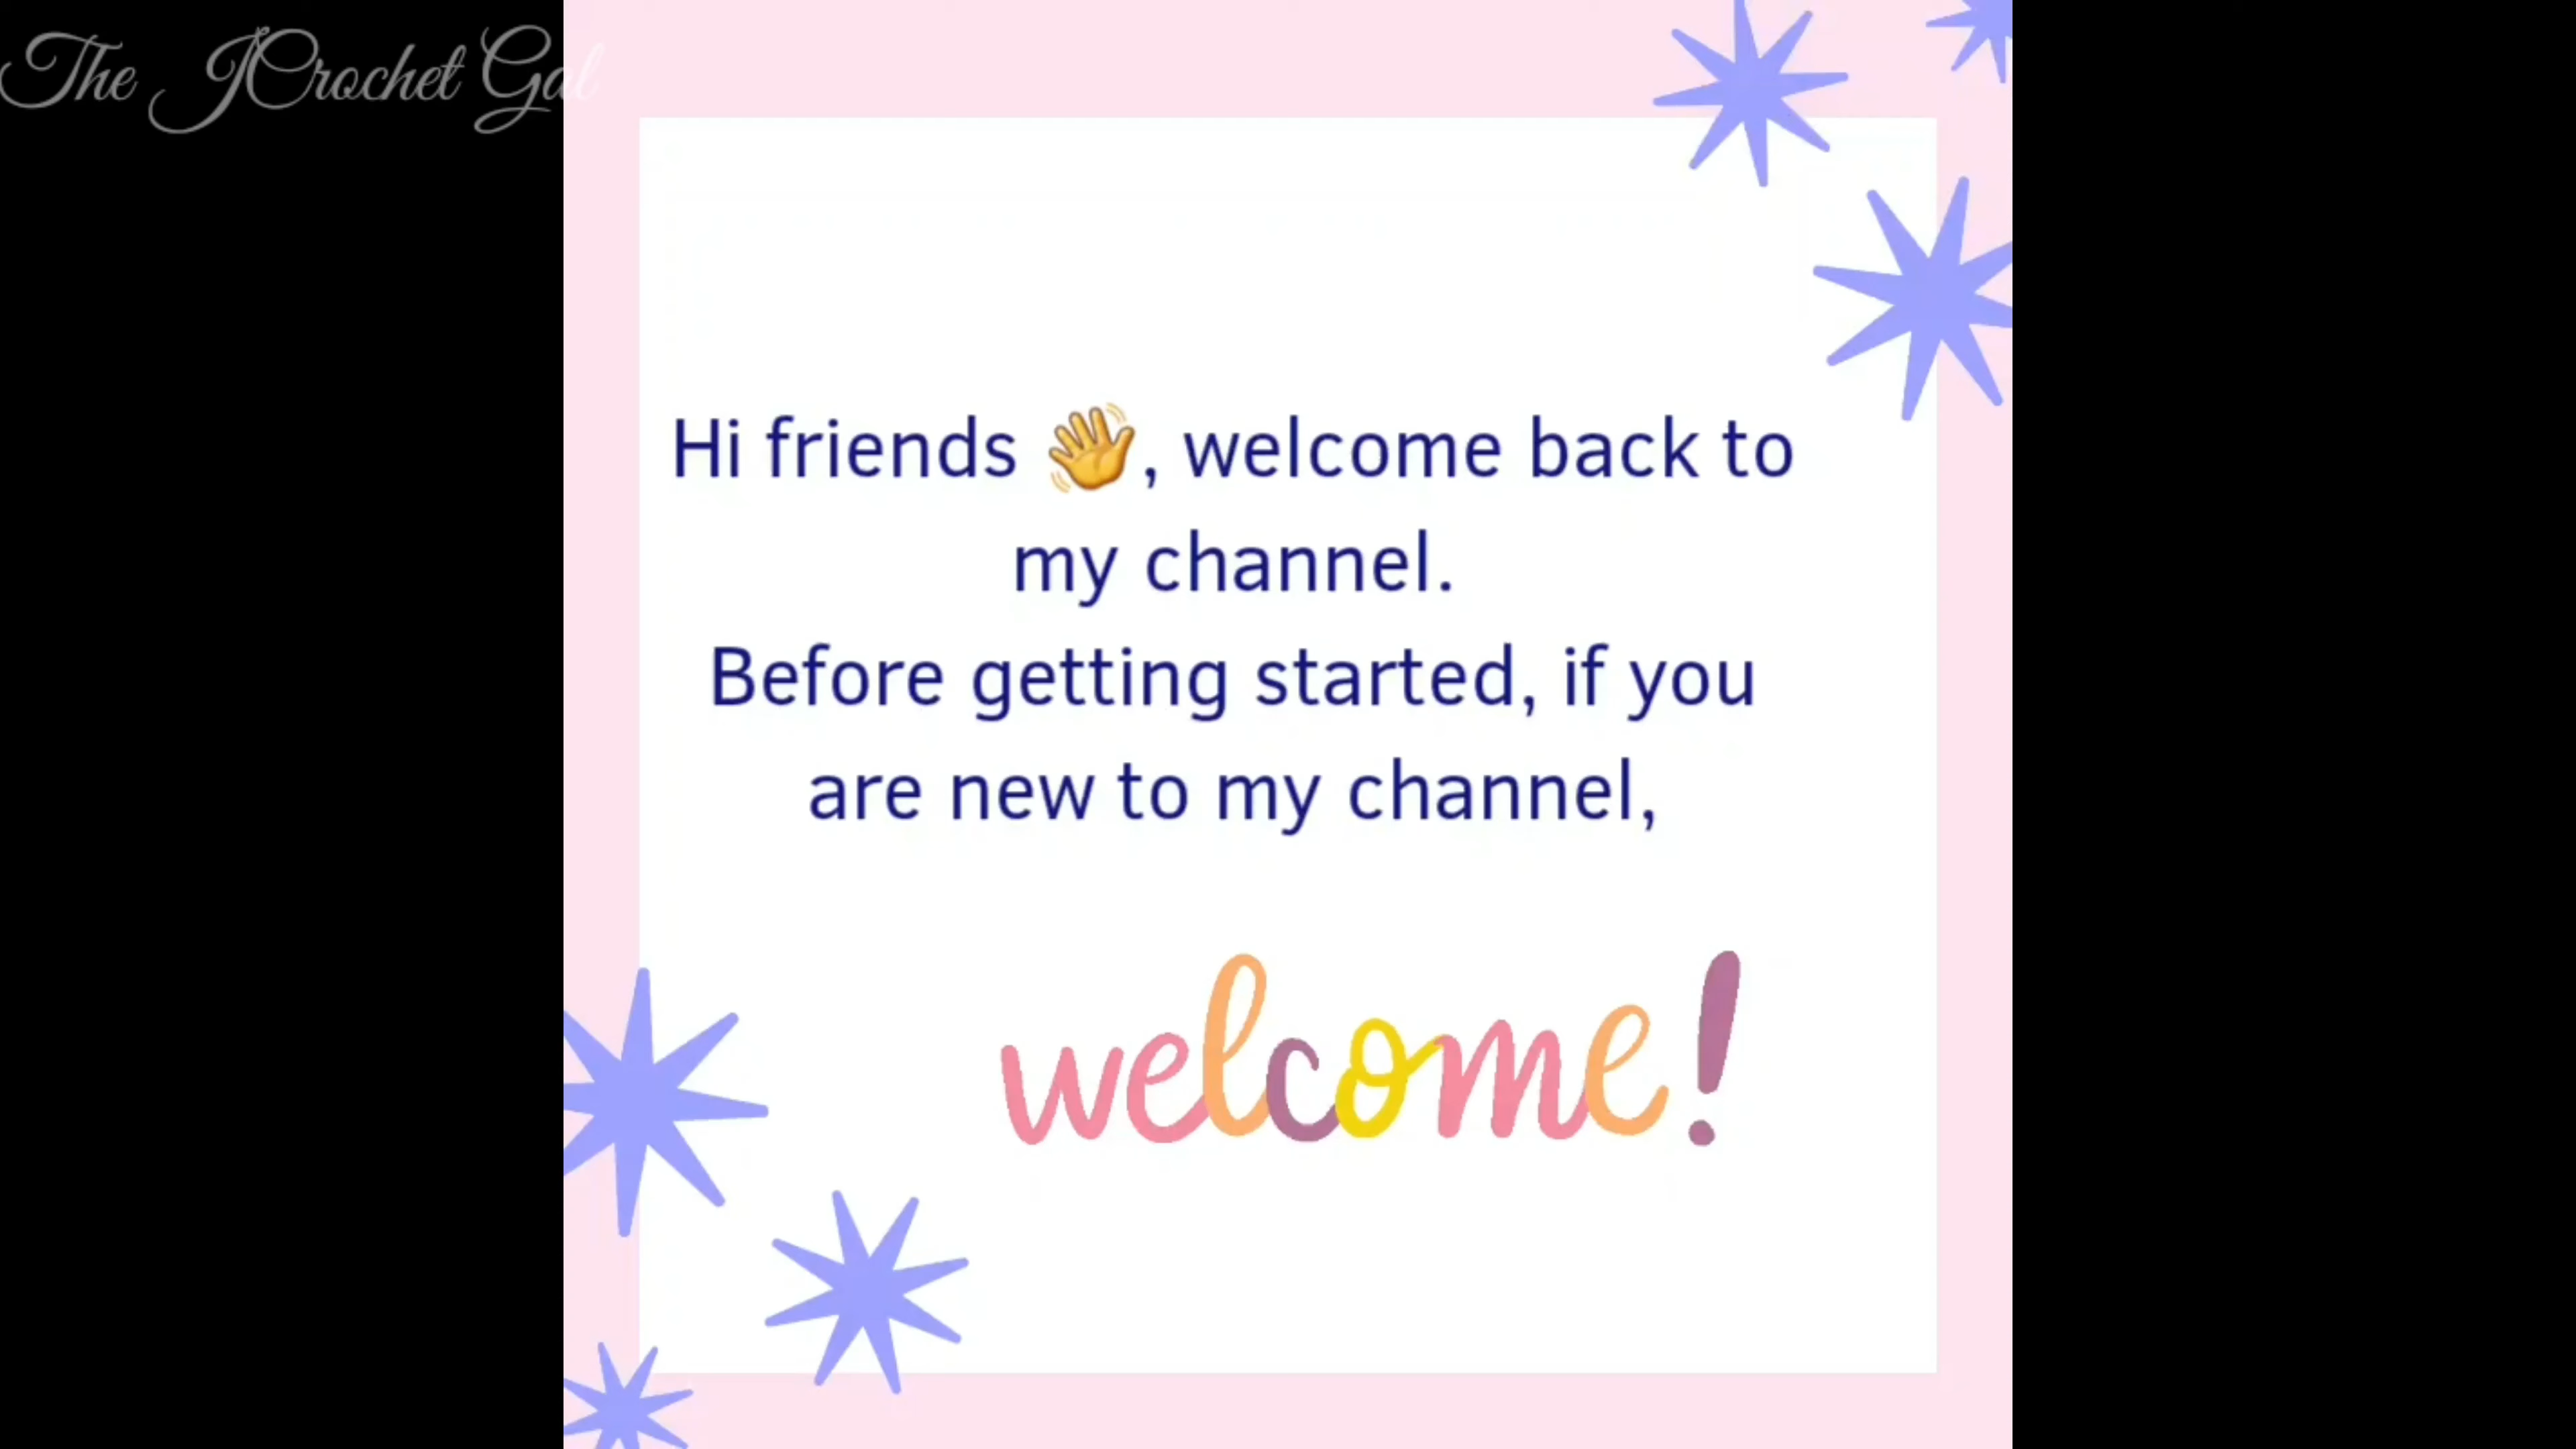 The JCrochet Gal
Hi friends 👋, welcome back to
my channel.
Before getting started, if you
are new to my channel,
welcome!